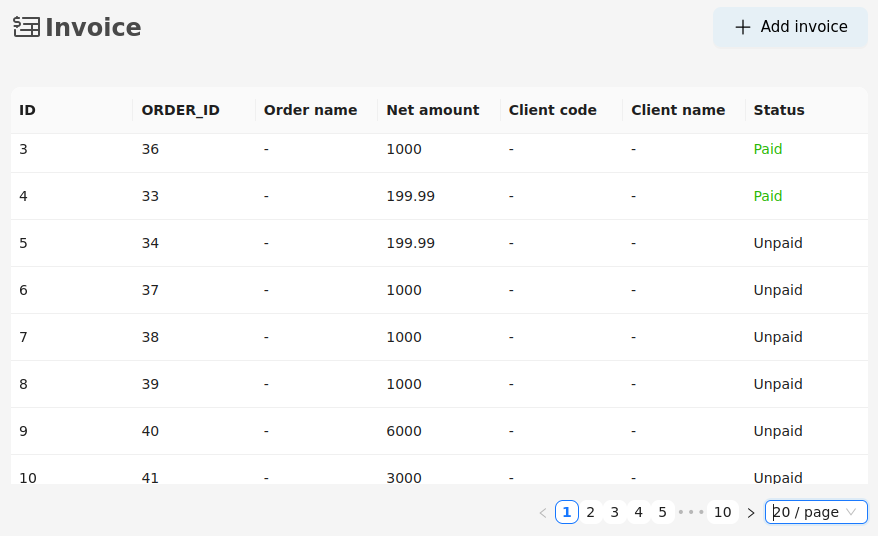 Invoice
+ Add invoice
ID ORDER_ID Order name Net amount Client code Client name Status
3 36 - 1000 - - Paid
4 33 - 199.99 - - Paid
5 34 - 199.99 - - Unpaid
6 37 - 1000 - - Unpaid
7 38 - 1000 - - Unpaid
8 39 - 1000 - - Unpaid
9 40 - 6000 - - Unpaid
10 41 - 3000 - - Unpaid
< 1 2 3 4 5 ••• 10 > 20 / page